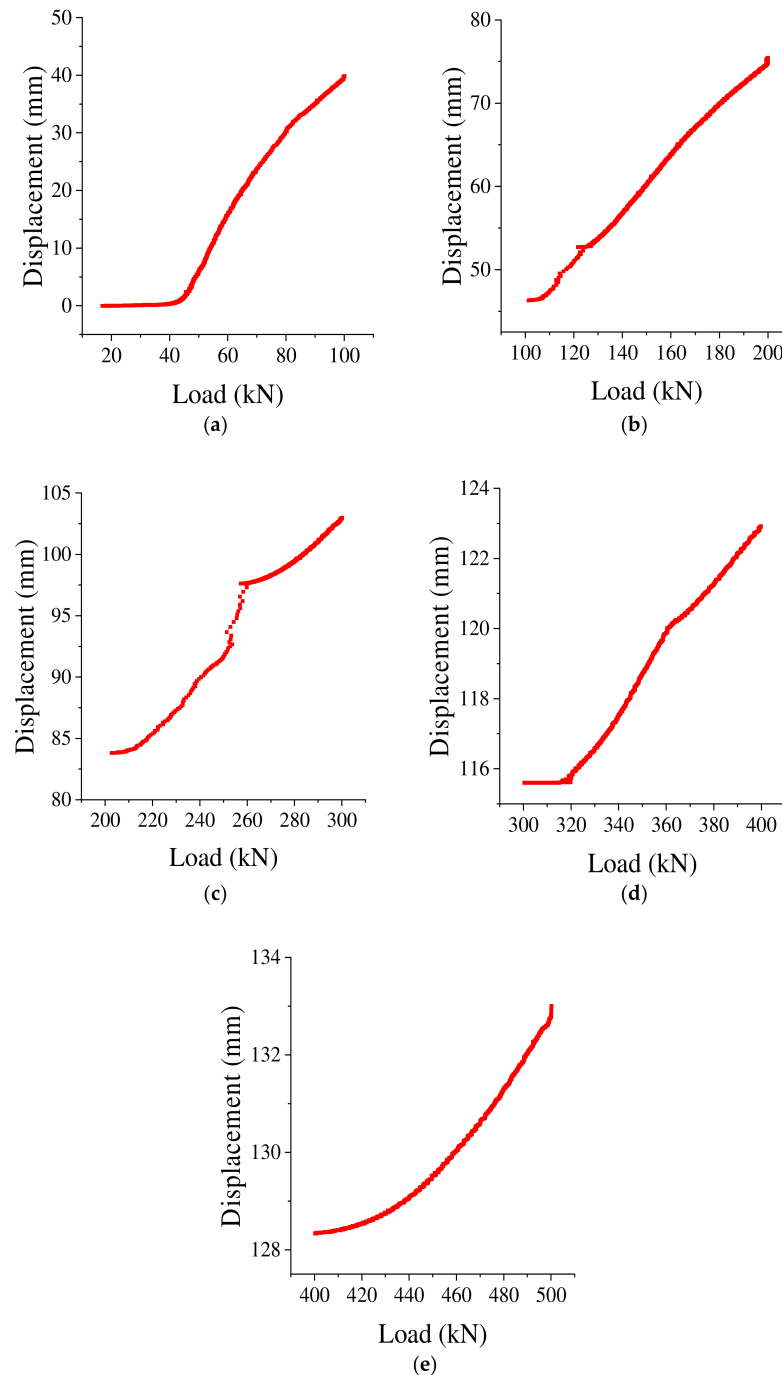 50
40
30
20
10
0
Displacement (mm)
20 40 60 80 100
Load (kN)
(a)
80
70
60
50
Displacement (mm)
100 120 140 160 180 200
Load (kN)
(b)
105
100
95
90
85
80
Displacement (mm)
200 220 240 260 280 300
Load (kN)
(c)
124
122
120
118
116
Displacement (mm)
300 320 340 360 380 400
Load (kN)
(d)
134
132
130
128
Displacement (mm)
400 420 440 460 480 500
Load (kN)
(e)